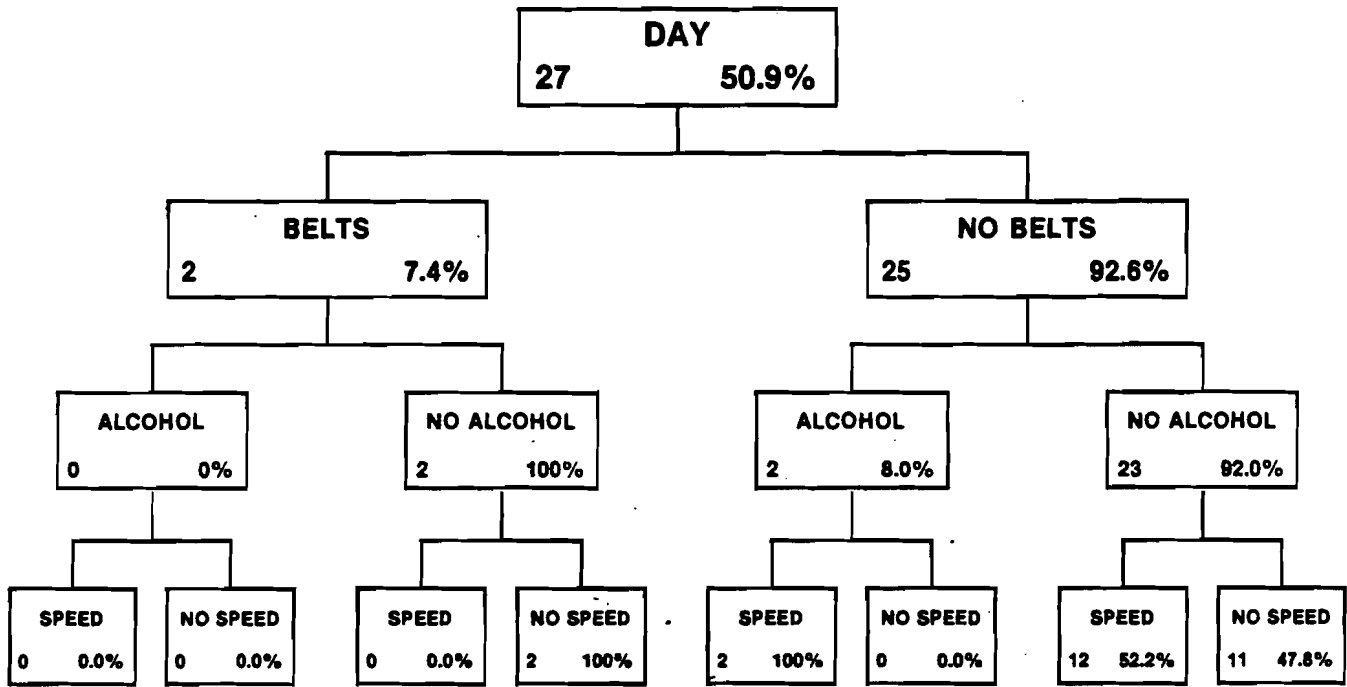 DAY
27 50.9%
BELTS
2 7.4%
NO BELTS
25 92.6%
ALCOHOL
0 0%
NO ALCOHOL
2 100%
ALCOHOL
2 8.0%
NO ALCOHOL
23 92.0%
SPEED
0 0.0%
NO SPEED
0 0.0%
SPEED
0 0.0%
NO SPEED
2 100%
SPEED
2 100%
NO SPEED
0 0.0%
SPEED
12 52.2%
NO SPEED
11 47.8%